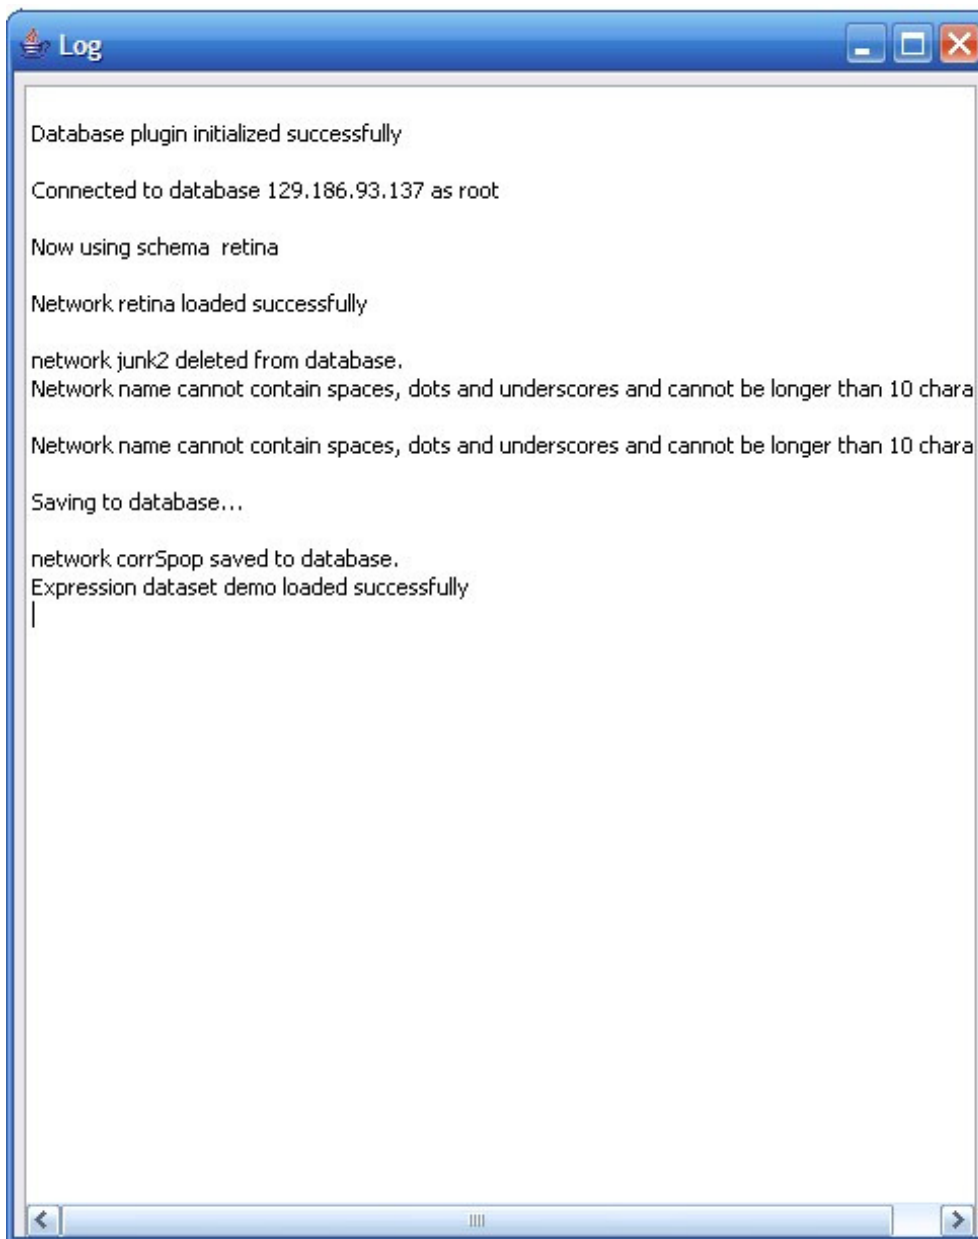 Log
Database plugin initialized successfully
Connected to database 129.186.93.137 as root
Now using schema  retina
Network retina loaded successfully
network junk2 deleted from database.
Network name cannot contain spaces, dots and underscores and cannot be longer than 10 chara
Network name cannot contain spaces, dots and underscores and cannot be longer than 10 chara
Saving to database...
network corrSpop saved to database.
Expression dataset demo loaded successfully